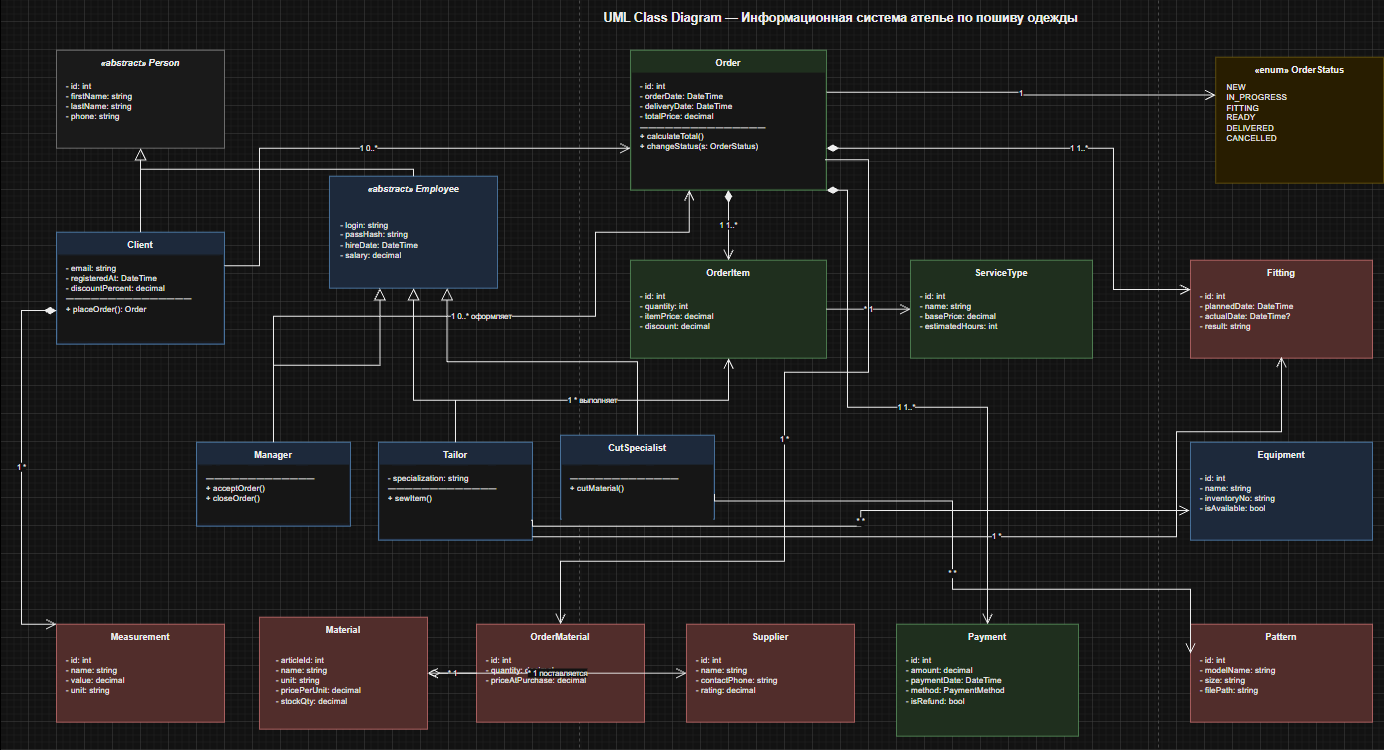 UML Class Diagram — Информационная система ателье по пошиву одежды
«abstract» Person
- id: int
- firstName: string
- lastName: string
- phone: string
Order
- id: int
- orderDate: DateTime
- deliveryDate: DateTime
- totalPrice: decimal
+ calculateTotal()
+ changeStatus(s: OrderStatus)
1
«enum» OrderStatus
NEW
IN_PROGRESS
FITTING
READY
DELIVERED
CANCELLED
1 0..*
1 1..*
«abstract» Employee
- login: string
- passHash: string
- hireDate: DateTime
- salary: decimal
1 1..*
Client
- email: string
- registeredAt: DateTime
- discountPercent: decimal
+ placeOrder(): Order
1 0..* оформляет
OrderItem
- id: int
- quantity: int
- itemPrice: decimal
- discount: decimal
* 1
ServiceType
- id: int
- name: string
- basePrice: decimal
- estimatedHours: int
Fitting
- id: int
- plannedDate: DateTime
- actualDate: DateTime?
- result: string
1 * выполняет
1 1..*
1 *
1 *
Manager
+ acceptOrder()
+ closeOrder()
Tailor
- specialization: string
+ sewItem()
CutSpecialist
+ cutMaterial()
Equipment
- id: int
- name: string
- inventoryNo: string
- isAvailable: bool
* *
1 *
* *
Measurement
- id: int
- name: string
- value: decimal
- unit: string
Material
- articleId: int
- name: string
- unit: string
- pricePerUnit: decimal
- stockQty: decimal
* 1
OrderMaterial
- id: int
- quantity:
* 1 поставляется
- priceAtPurchase: decimal
Supplier
- id: int
- name: string
- contactPhone: string
- rating: decimal
Payment
- id: int
- amount: decimal
- paymentDate: DateTime
- method: PaymentMethod
- isRefund: bool
Pattern
- id: int
- modelName: string
- size: string
- filePath: string